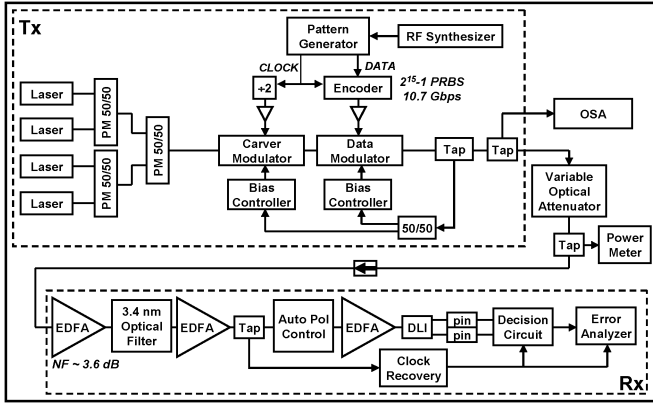 Tx
Pattern
Generator
RF Synthesizer
CLOCK
DATA
÷2
Encoder
2^15-1 PRBS
10.7 Gbps
Laser
Laser
Laser
Laser
PM 50/50
PM 50/50
PM 50/50
Carver
Modulator
Data
Modulator
Tap
Tap
OSA
Bias
Controller
Bias
Controller
50/50
Variable
Optical
Attenuator
Tap
Power
Meter
EDFA
3.4 nm
Optical
Filter
EDFA
Tap
Auto Pol
Control
EDFA
DLI
pin
pin
Decision
Circuit
Error
Analyzer
NF ~ 3.6 dB
Clock
Recovery
Rx